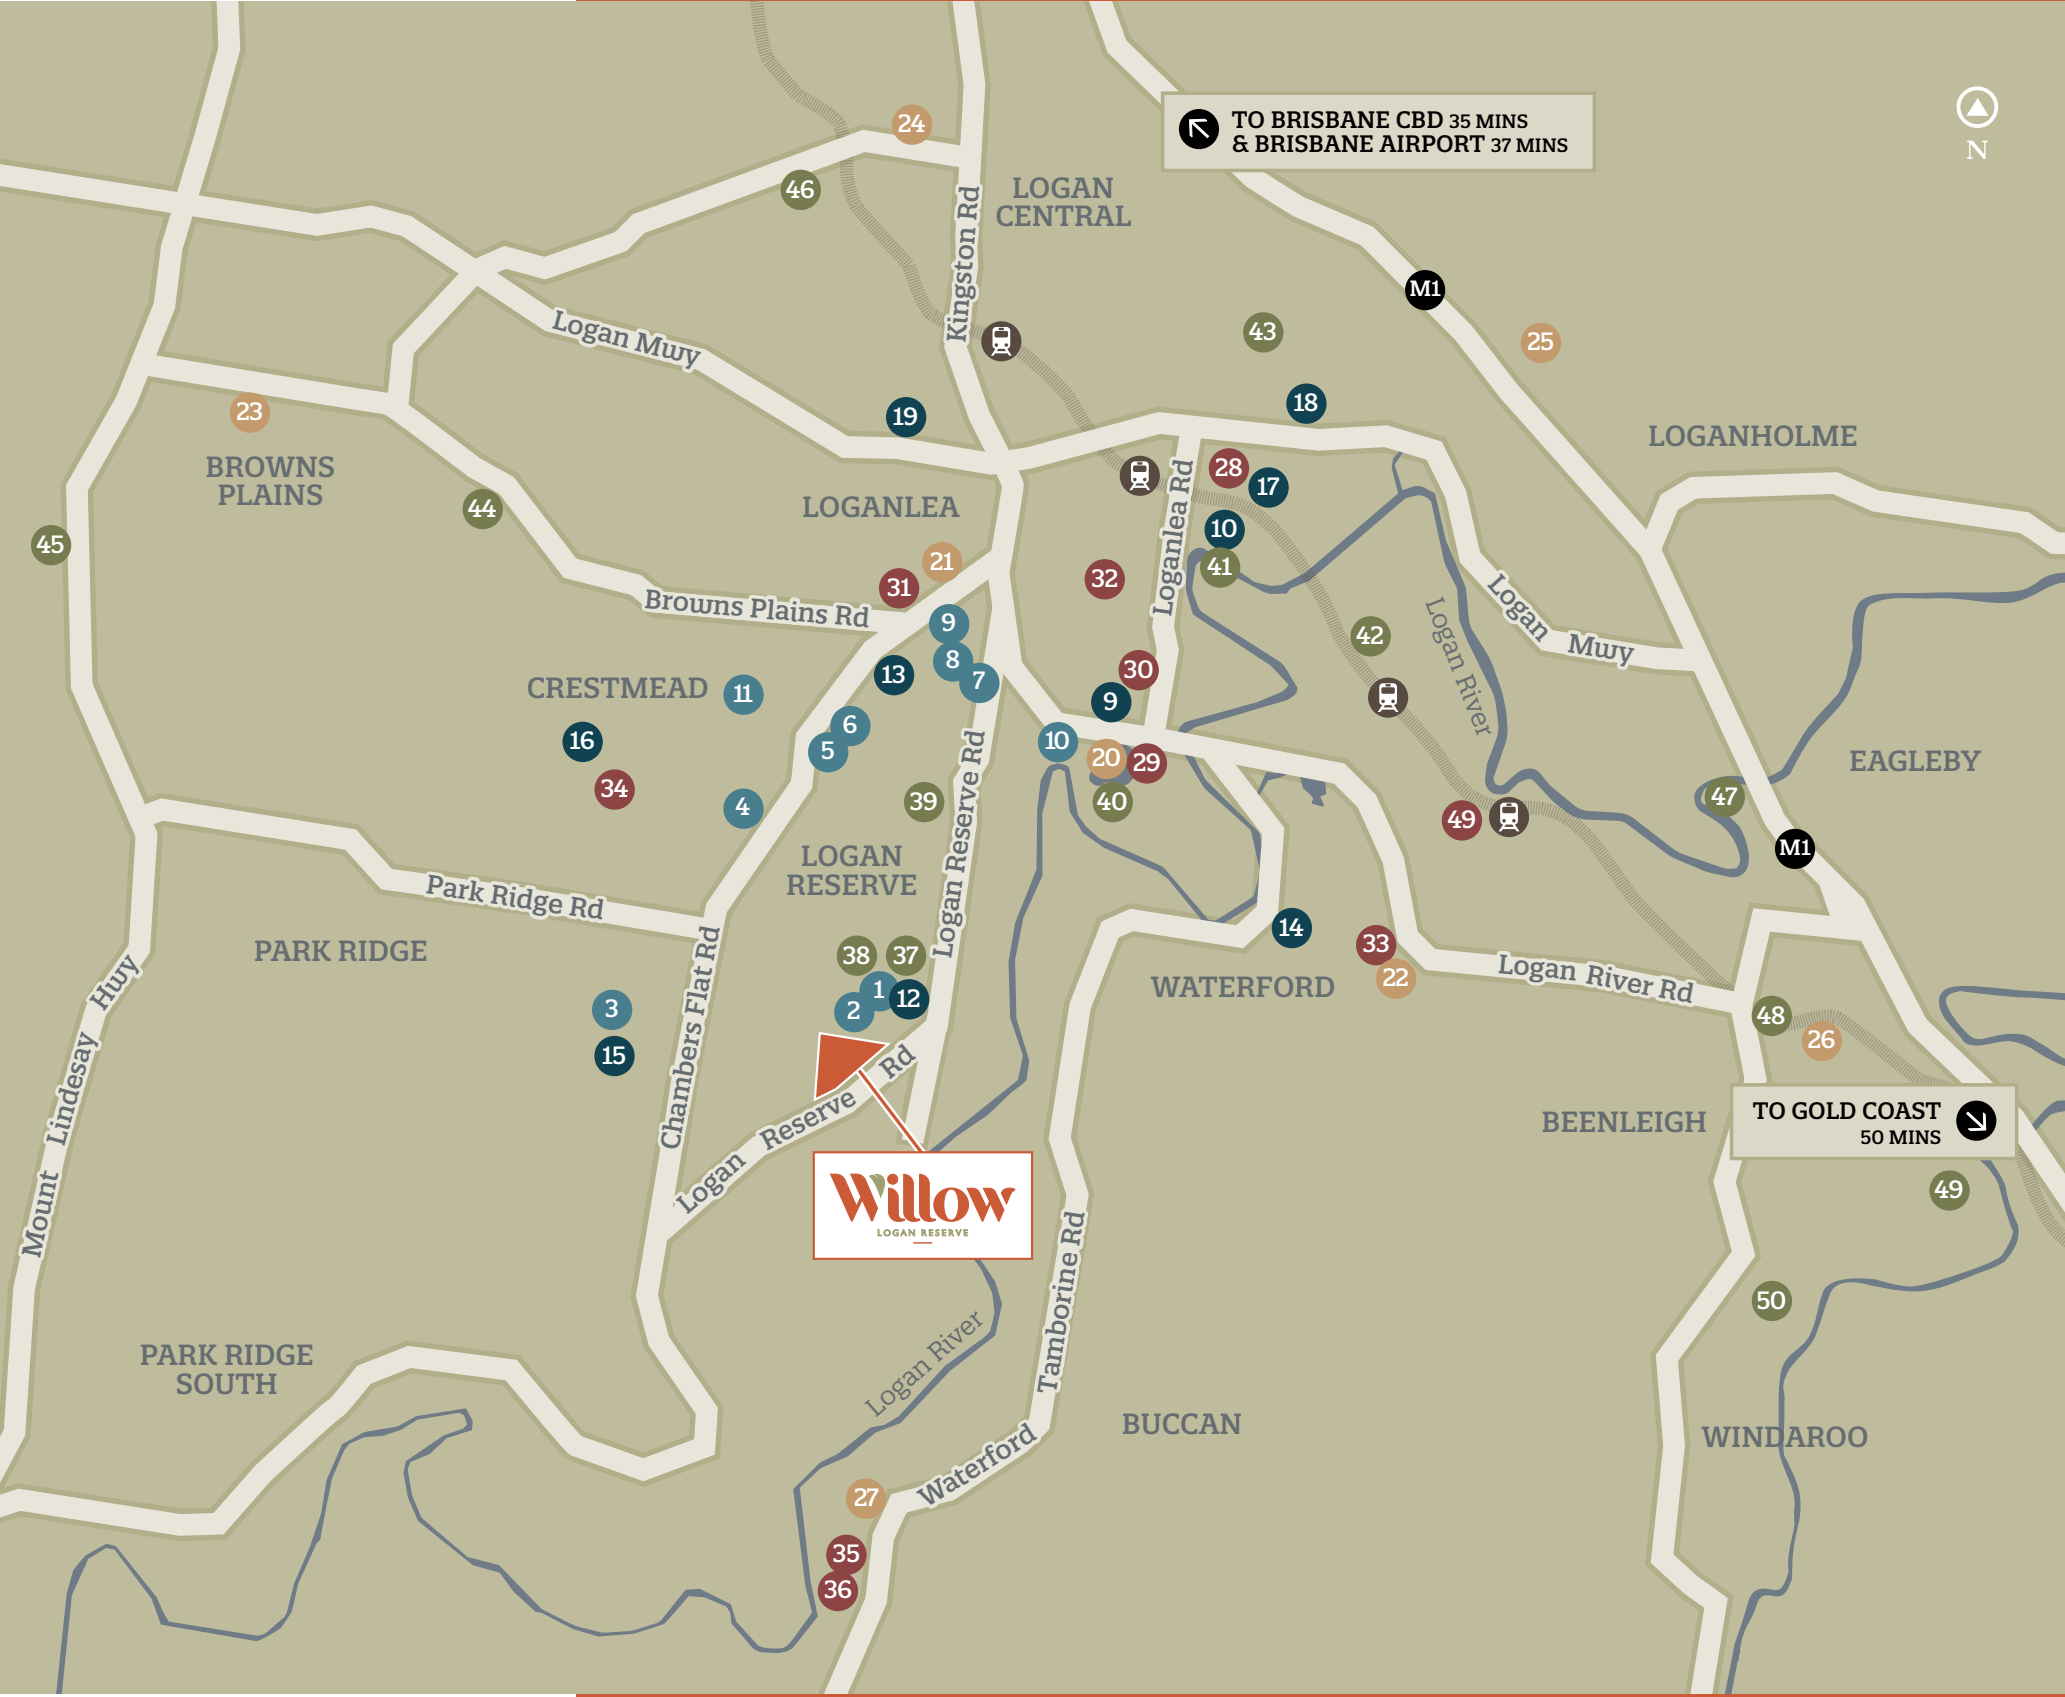 24
TO BRISBANE CBD 35 MINS
& BRISBANE AIRPORT 37 MINS
N
46
LOGAN
CENTRAL
Kingston Rd
M1
Logan Mwy
43
25
23
19
18
LOGANHOLME
BROWNS
PLAINS
28
17
44
LOGANLEA
Loganlea Rd
10
45
21
41
31
32
Browns Plains Rd
9
Logan Mwy
42
Logan River
8
7
13
30
CRESTMEAD
11
9
16
6
5
10
20
29
EAGLEBY
34
4
39
40
47
49
M1
LOGAN
RESERVE
Logan Reserve Rd
Park Ridge Rd
PARK RIDGE
14
33
22
38
37
WATERFORD
Logan River Rd
Mount Lindesay Hwy
Chambers Flat Rd
3
1
2
12
48
26
15
Logan Reserve Rd
BEENLEIGH
TO GOLD COAST
50 MINS
Willow
LOGAN RESERVE
49
Tamborine Rd
50
PARK RIDGE
SOUTH
Logan River
BUCCAN
WINDAROO
Waterford
27
35
36